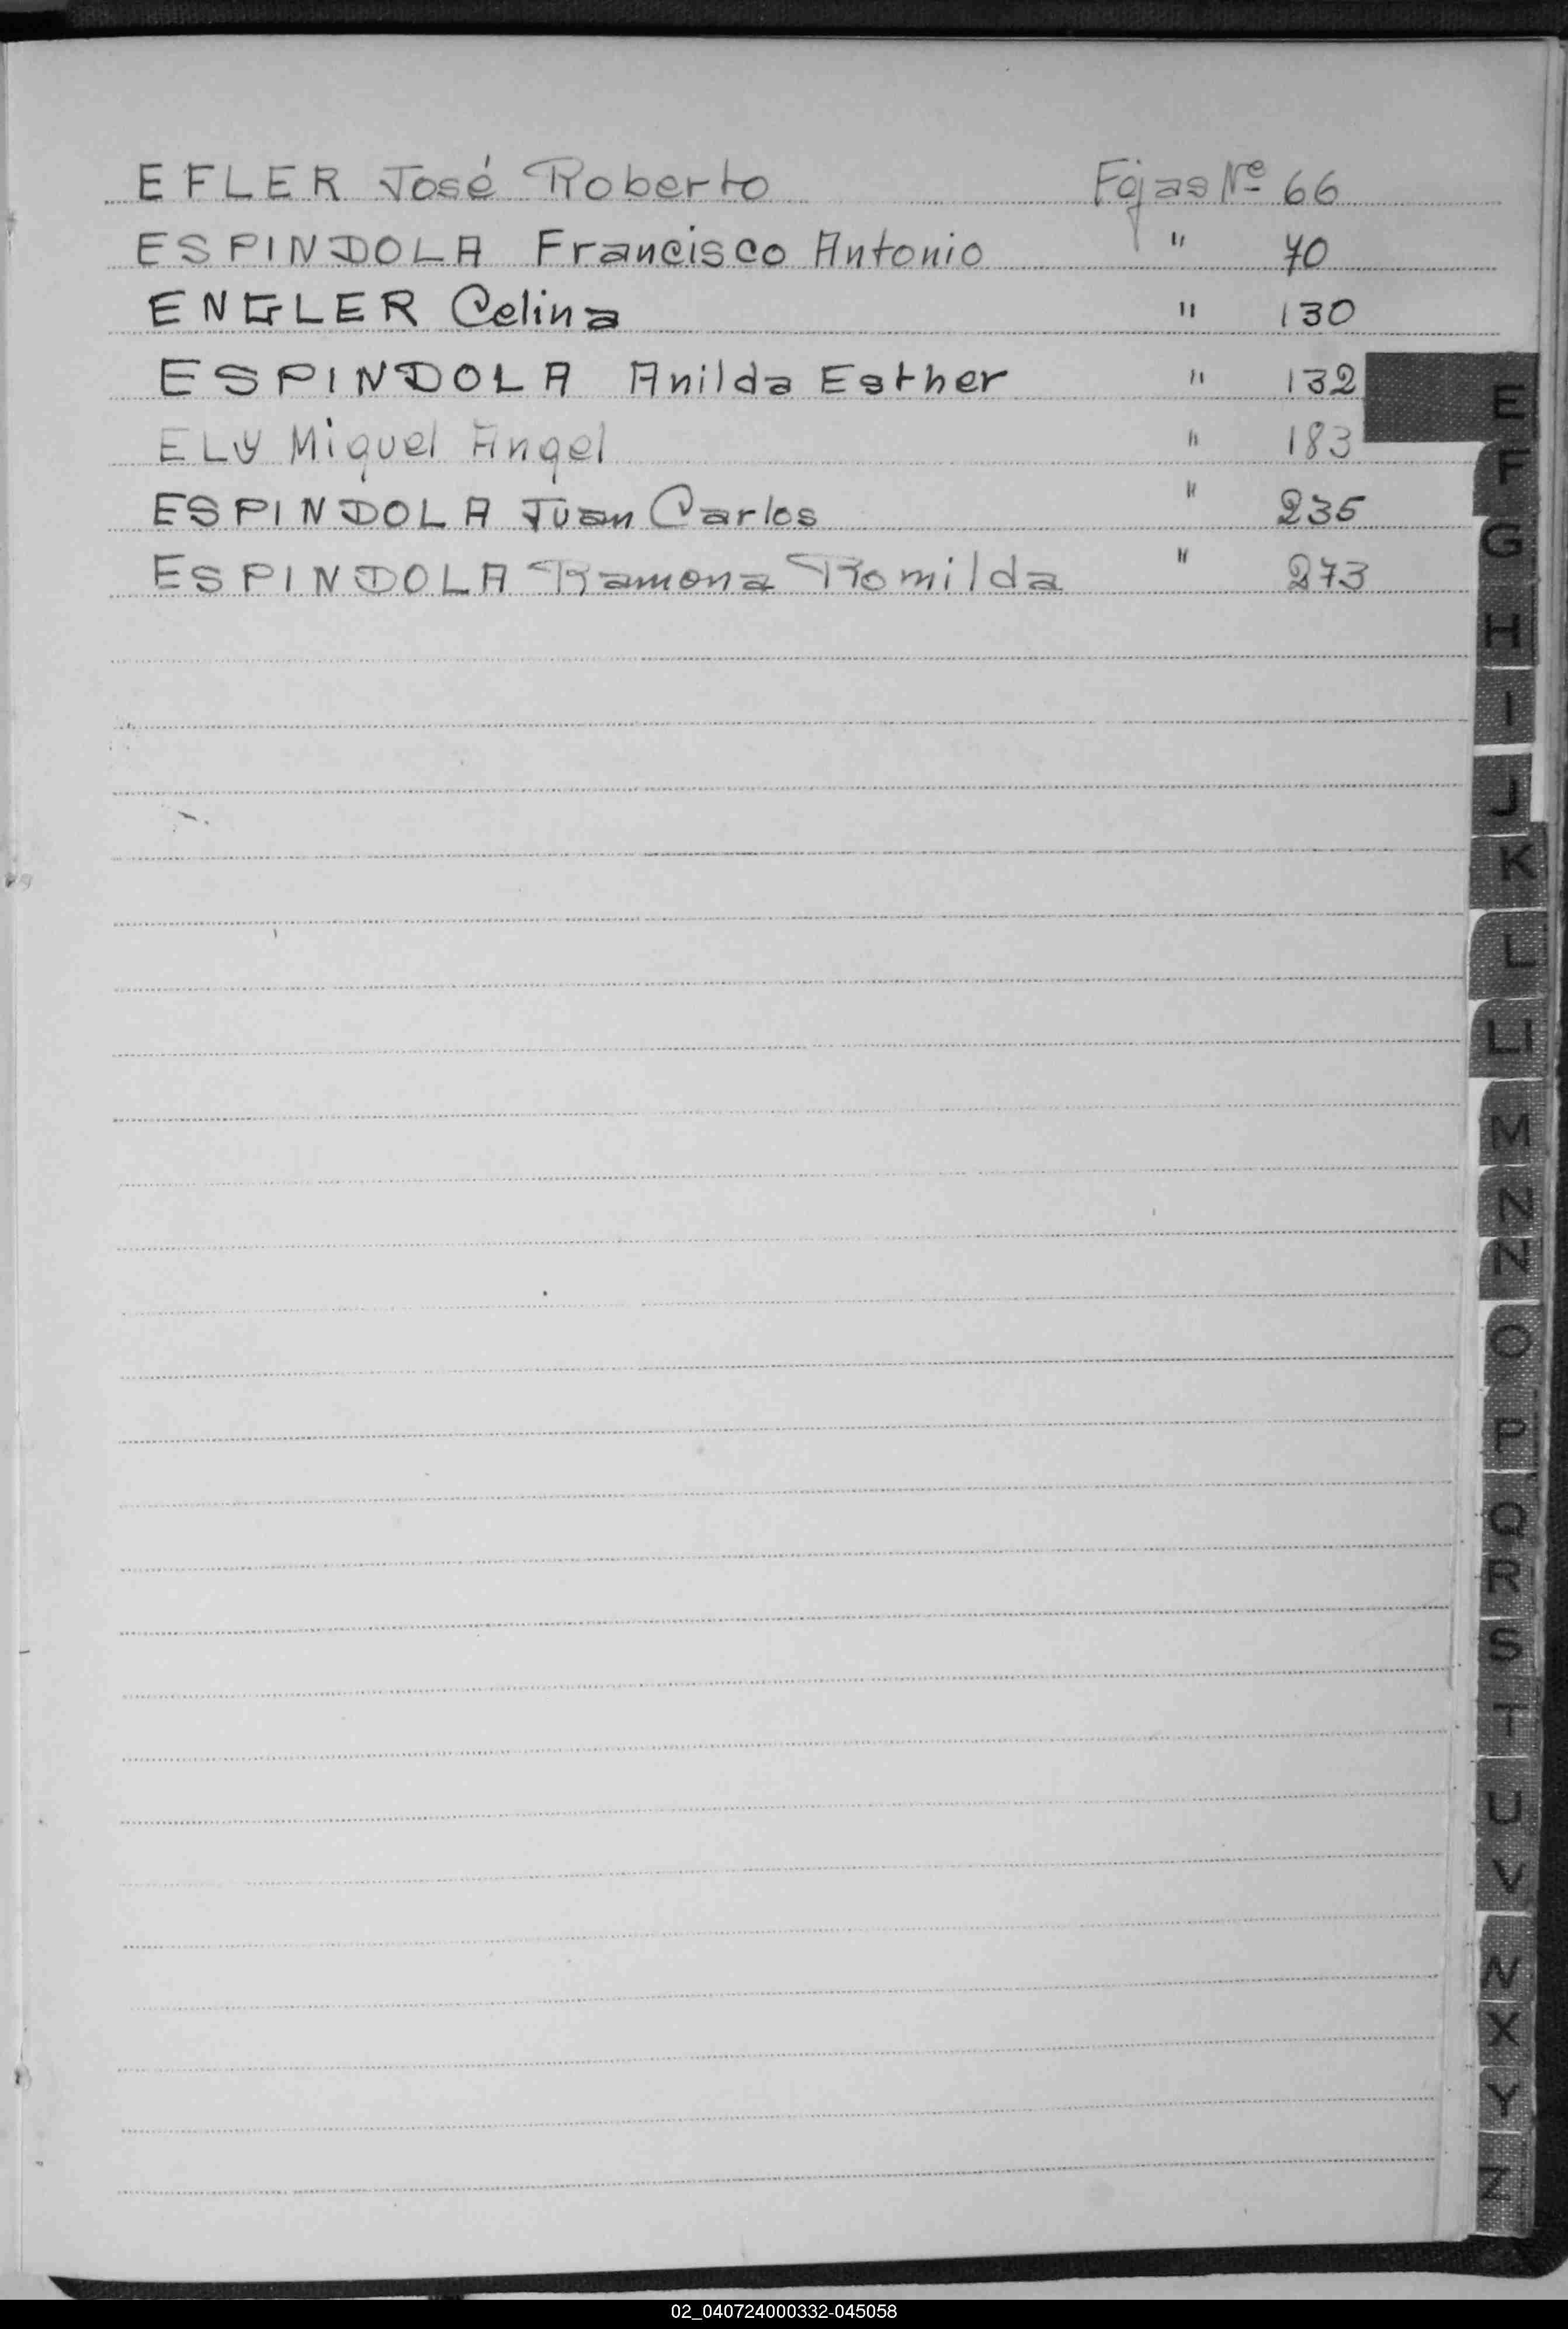 EFLER José Roberto Fojas Nº 66
ESPINDOLA Francisco Antonio " 70
ENGLER Celina " 130
ESPINDOLA Anilda Esther " 132
ELY Miguel Angel " 183
ESPINDOLA Juan Carlos " 235
ESPINDOLA Ramona Romilda " 273
E
F
G
H
I
J
K
L
LL
M
N
Ñ
O
P
Q
R
S
T
U
V
W
X
Y
Z
02_040724000332-045058